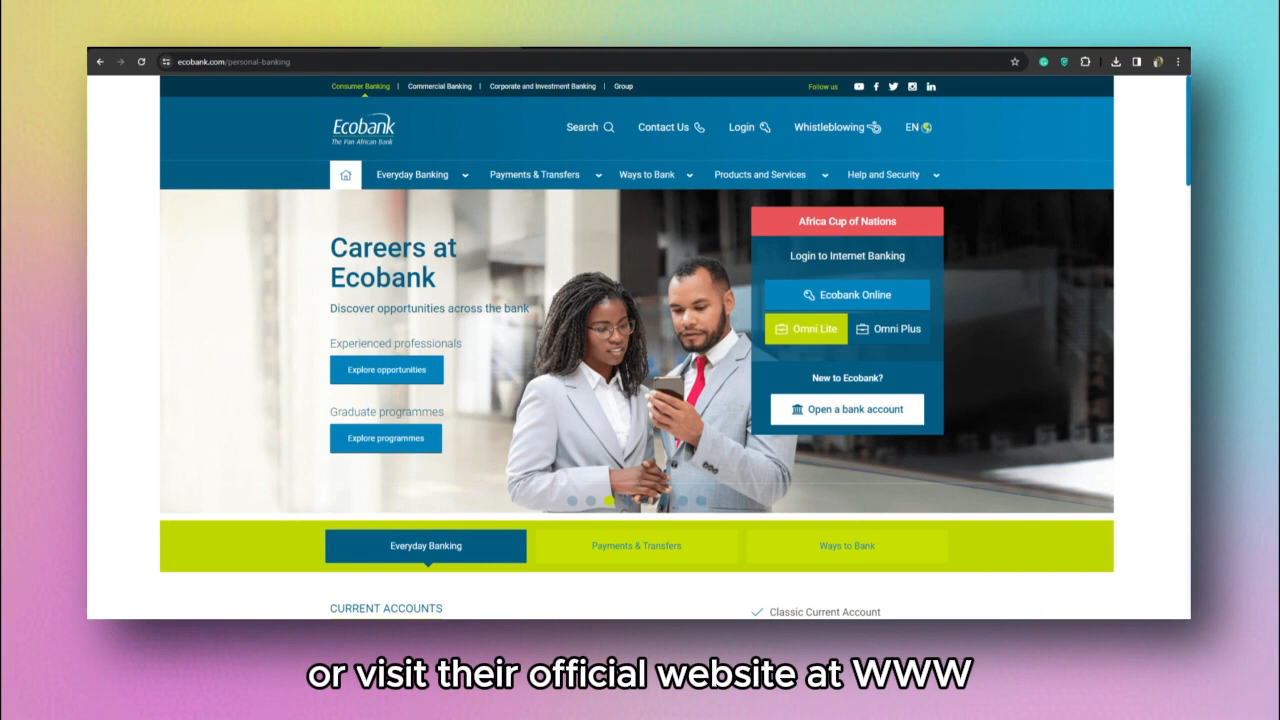 ecobank.com/personal-banking
Consumer Banking | Commercial Banking | Corporate and Investment Banking | Group
Follow us
Ecobank
The Pan African Bank
Search
Contact Us
Login
Whistleblowing
EN
Everyday Banking
Payments & Transfers
Ways to Bank
Products and Services
Help and Security
Careers at
Ecobank
Discover opportunities across the bank
Experienced professionals
Explore opportunities
Graduate programmes
Explore programmes
Africa Cup of Nations
Login to Internet Banking
Ecobank Online
Omni Lite
Omni Plus
New to Ecobank?
Open a bank account
Everyday Banking
Payments & Transfers
Ways to Bank
CURRENT ACCOUNTS
Classic Current Account
or visit their official website at WWW